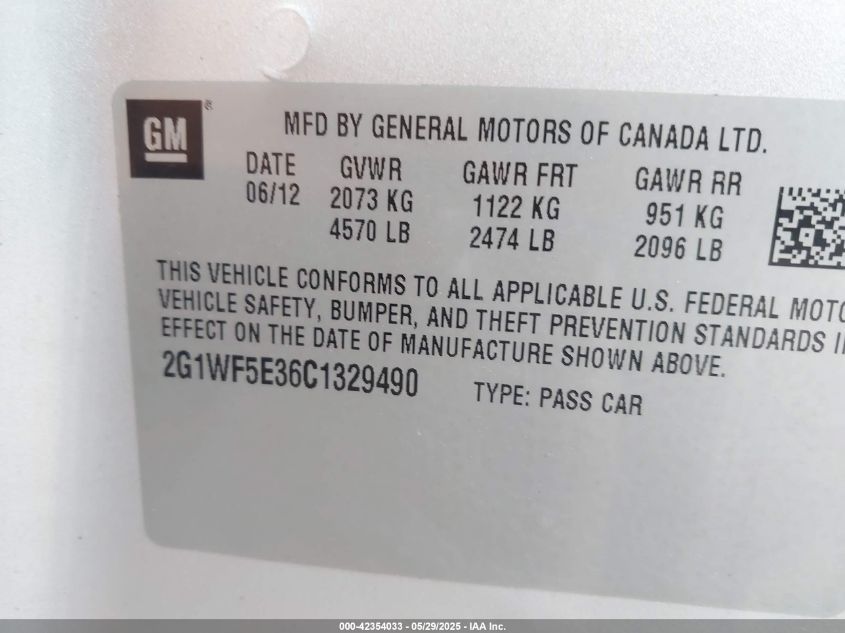 GM ®
MFD BY GENERAL MOTORS OF CANADA LTD.
DATE GVWR GAWR FRT GAWR RR
06/12 2073 KG 1122 KG 951 KG
4570 LB 2474 LB 2096 LB
THIS VEHICLE CONFORMS TO ALL APPLICABLE U.S. FEDERAL MOTO
VEHICLE SAFETY, BUMPER, AND THEFT PREVENTION STANDARDS I
EFFECT ON THE DATE OF MANUFACTURE SHOWN ABOVE.
2G1WF5E36C1329490 TYPE: PASS CAR
000-42354033 - 05/29/2025 - IAA Inc.